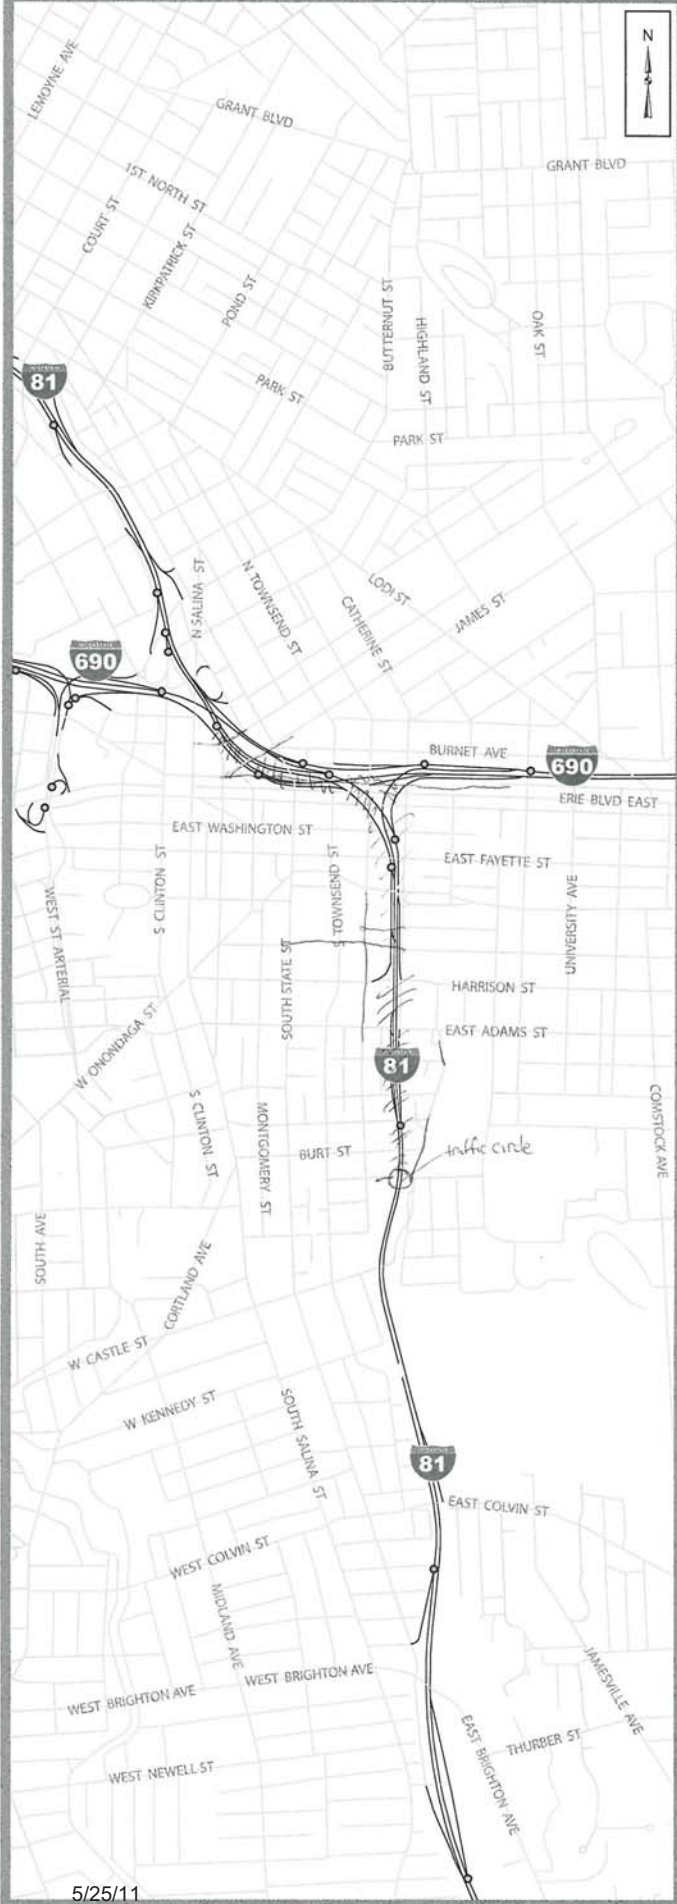 N
LEMOYNE AVE
GRANT BLVD
GRANT BLVD
1ST NORTH ST
COURT ST
KIRKPATRICK ST
POND ST
BUTTERNUT ST
HIGHLAND ST
OAK ST
81
PARK ST
PARK ST
N SALINA ST
N TOWNSEND ST
LODI ST
CATHERINE ST
JAMES ST
690
BURNET AVE
690
ERIE BLVD EAST
EAST WASHINGTON ST
S CLINTON ST
S TOWNSEND ST
EAST FAYETTE ST
WEST ST ARTERIAL
UNIVERSITY AVE
SOUTH STATE ST
HARRISON ST
W ONONDAGA ST
EAST ADAMS ST
81
S CLINTON ST
MONTGOMERY ST
BURT ST
traffic circle
COMSTOCK AVE
SOUTH AVE
CORTLAND AVE
W CASTLE ST
W KENNEDY ST
SOUTH SALINA ST
81
EAST COLVIN ST
WEST COLVIN ST
MIDLAND AVE
WEST BRIGHTON AVE
WEST BRIGHTON AVE
JAMESVILLE AVE
EAST BRIGHTON AVE
THURBER ST
WEST NEWELL ST
5/25/11